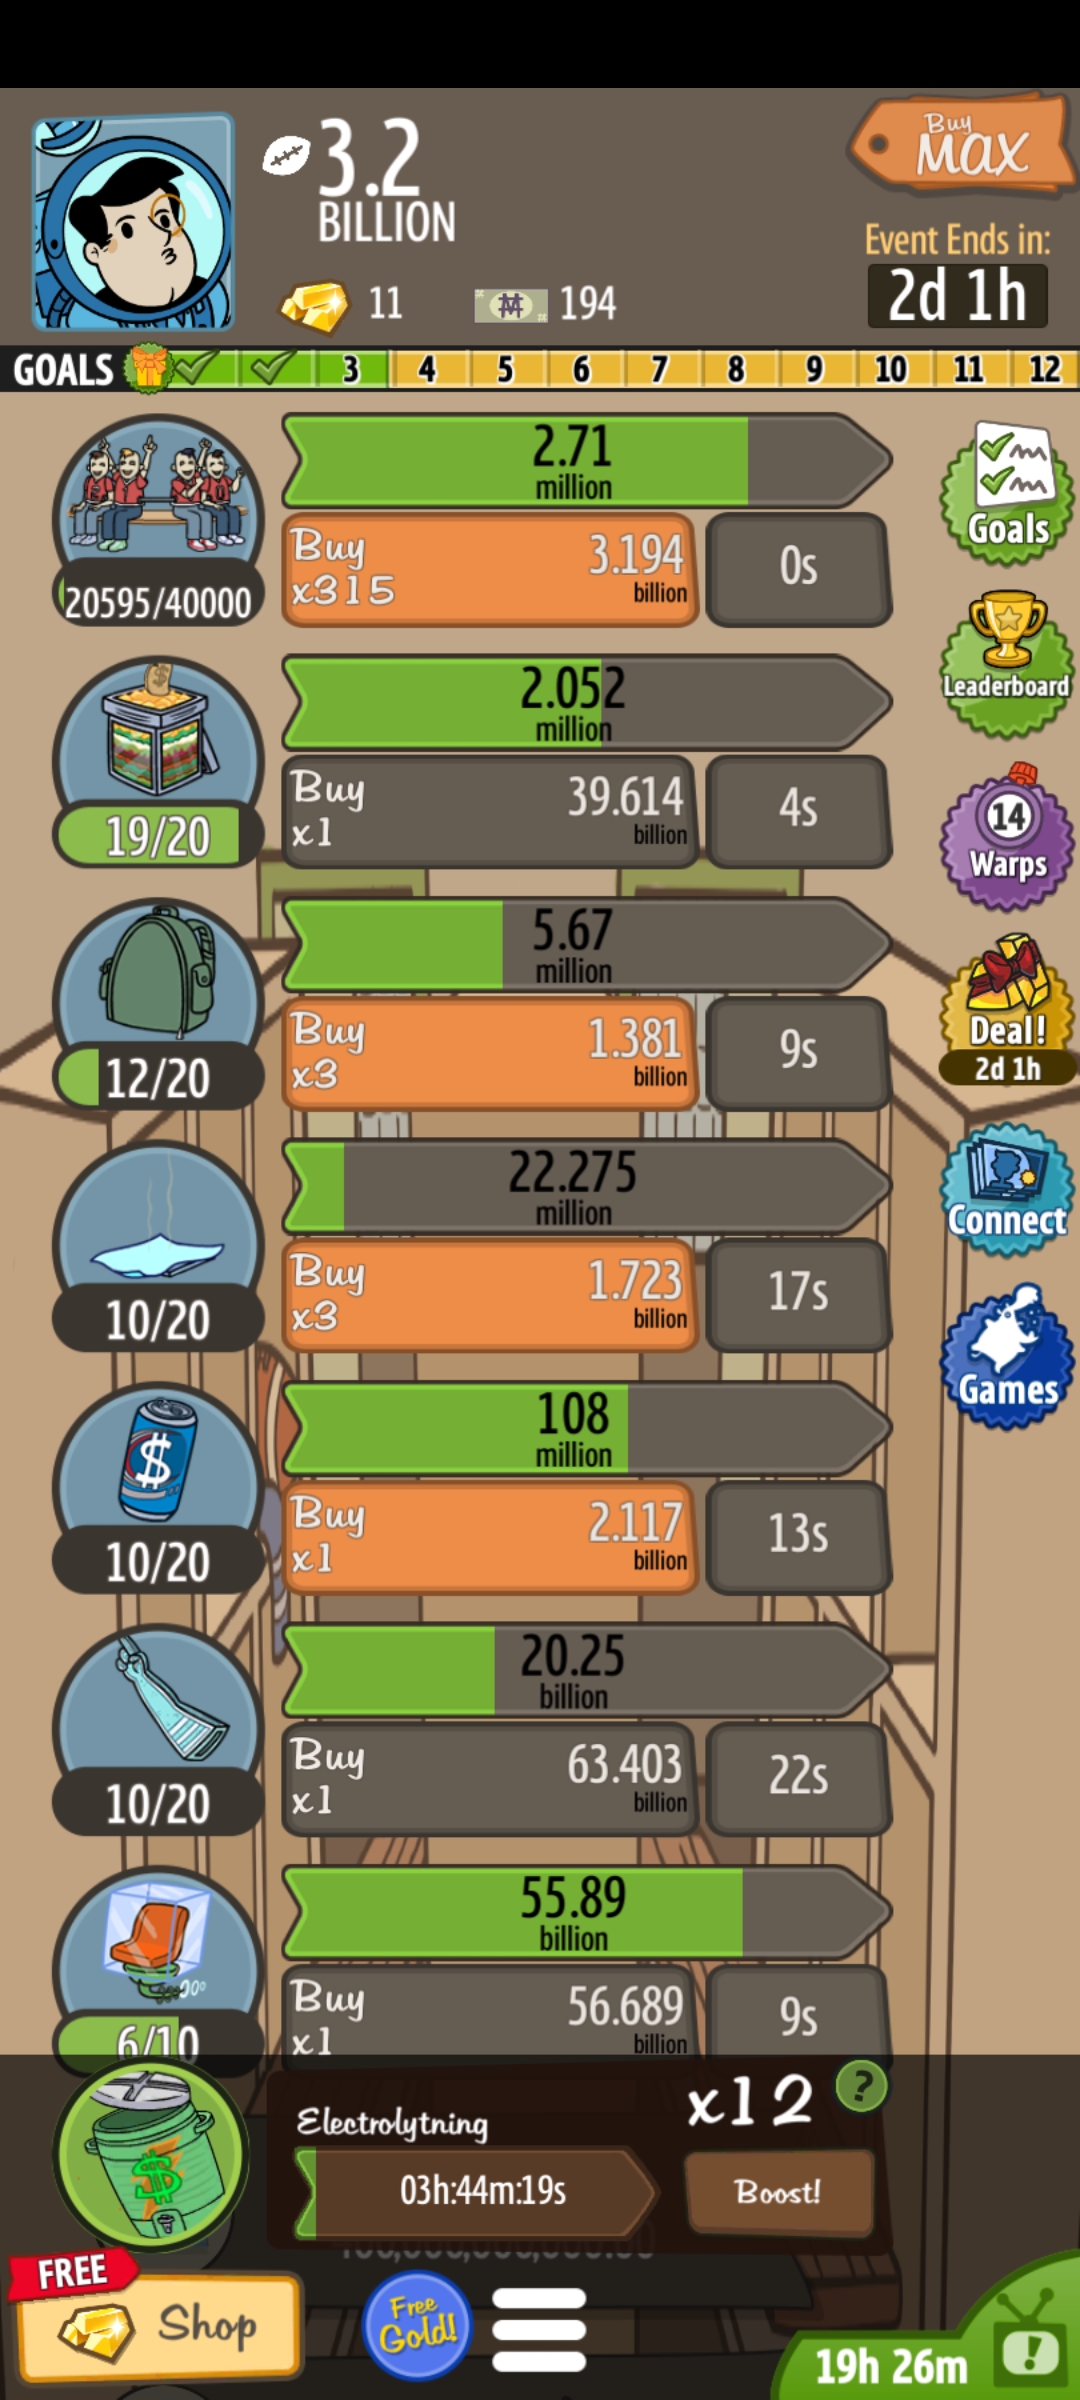 3.2
BILLION
Buy
MAX
Event Ends in:
2d 1h
11
194
GOALS
3 4 5 6 7 8 9 10 11 12
2.71
million
Buy 3.194
x315 billion
0s
20595/40000
Goals
2.052
million
Buy 39.614
x1 billion
4s
19/20
Leaderboard
14
Warps
5.67
million
Buy 1.381
x3 billion
9s
12/20
Deal!
2d 1h
22.275
million
Buy 1.723
x3 billion
17s
10/20
Connect
108
million
Buy 2.117
x1 billion
13s
$
10/20
Games
20.25
billion
Buy 63.403
x1 billion
22s
10/20
55.89
billion
Buy 56.689
x1 billion
9s
6/10
x12 ?
Electrolytning
03h:44m:19s
Boost!
$
FREE
Shop
Free
Gold!
19h 26m
!